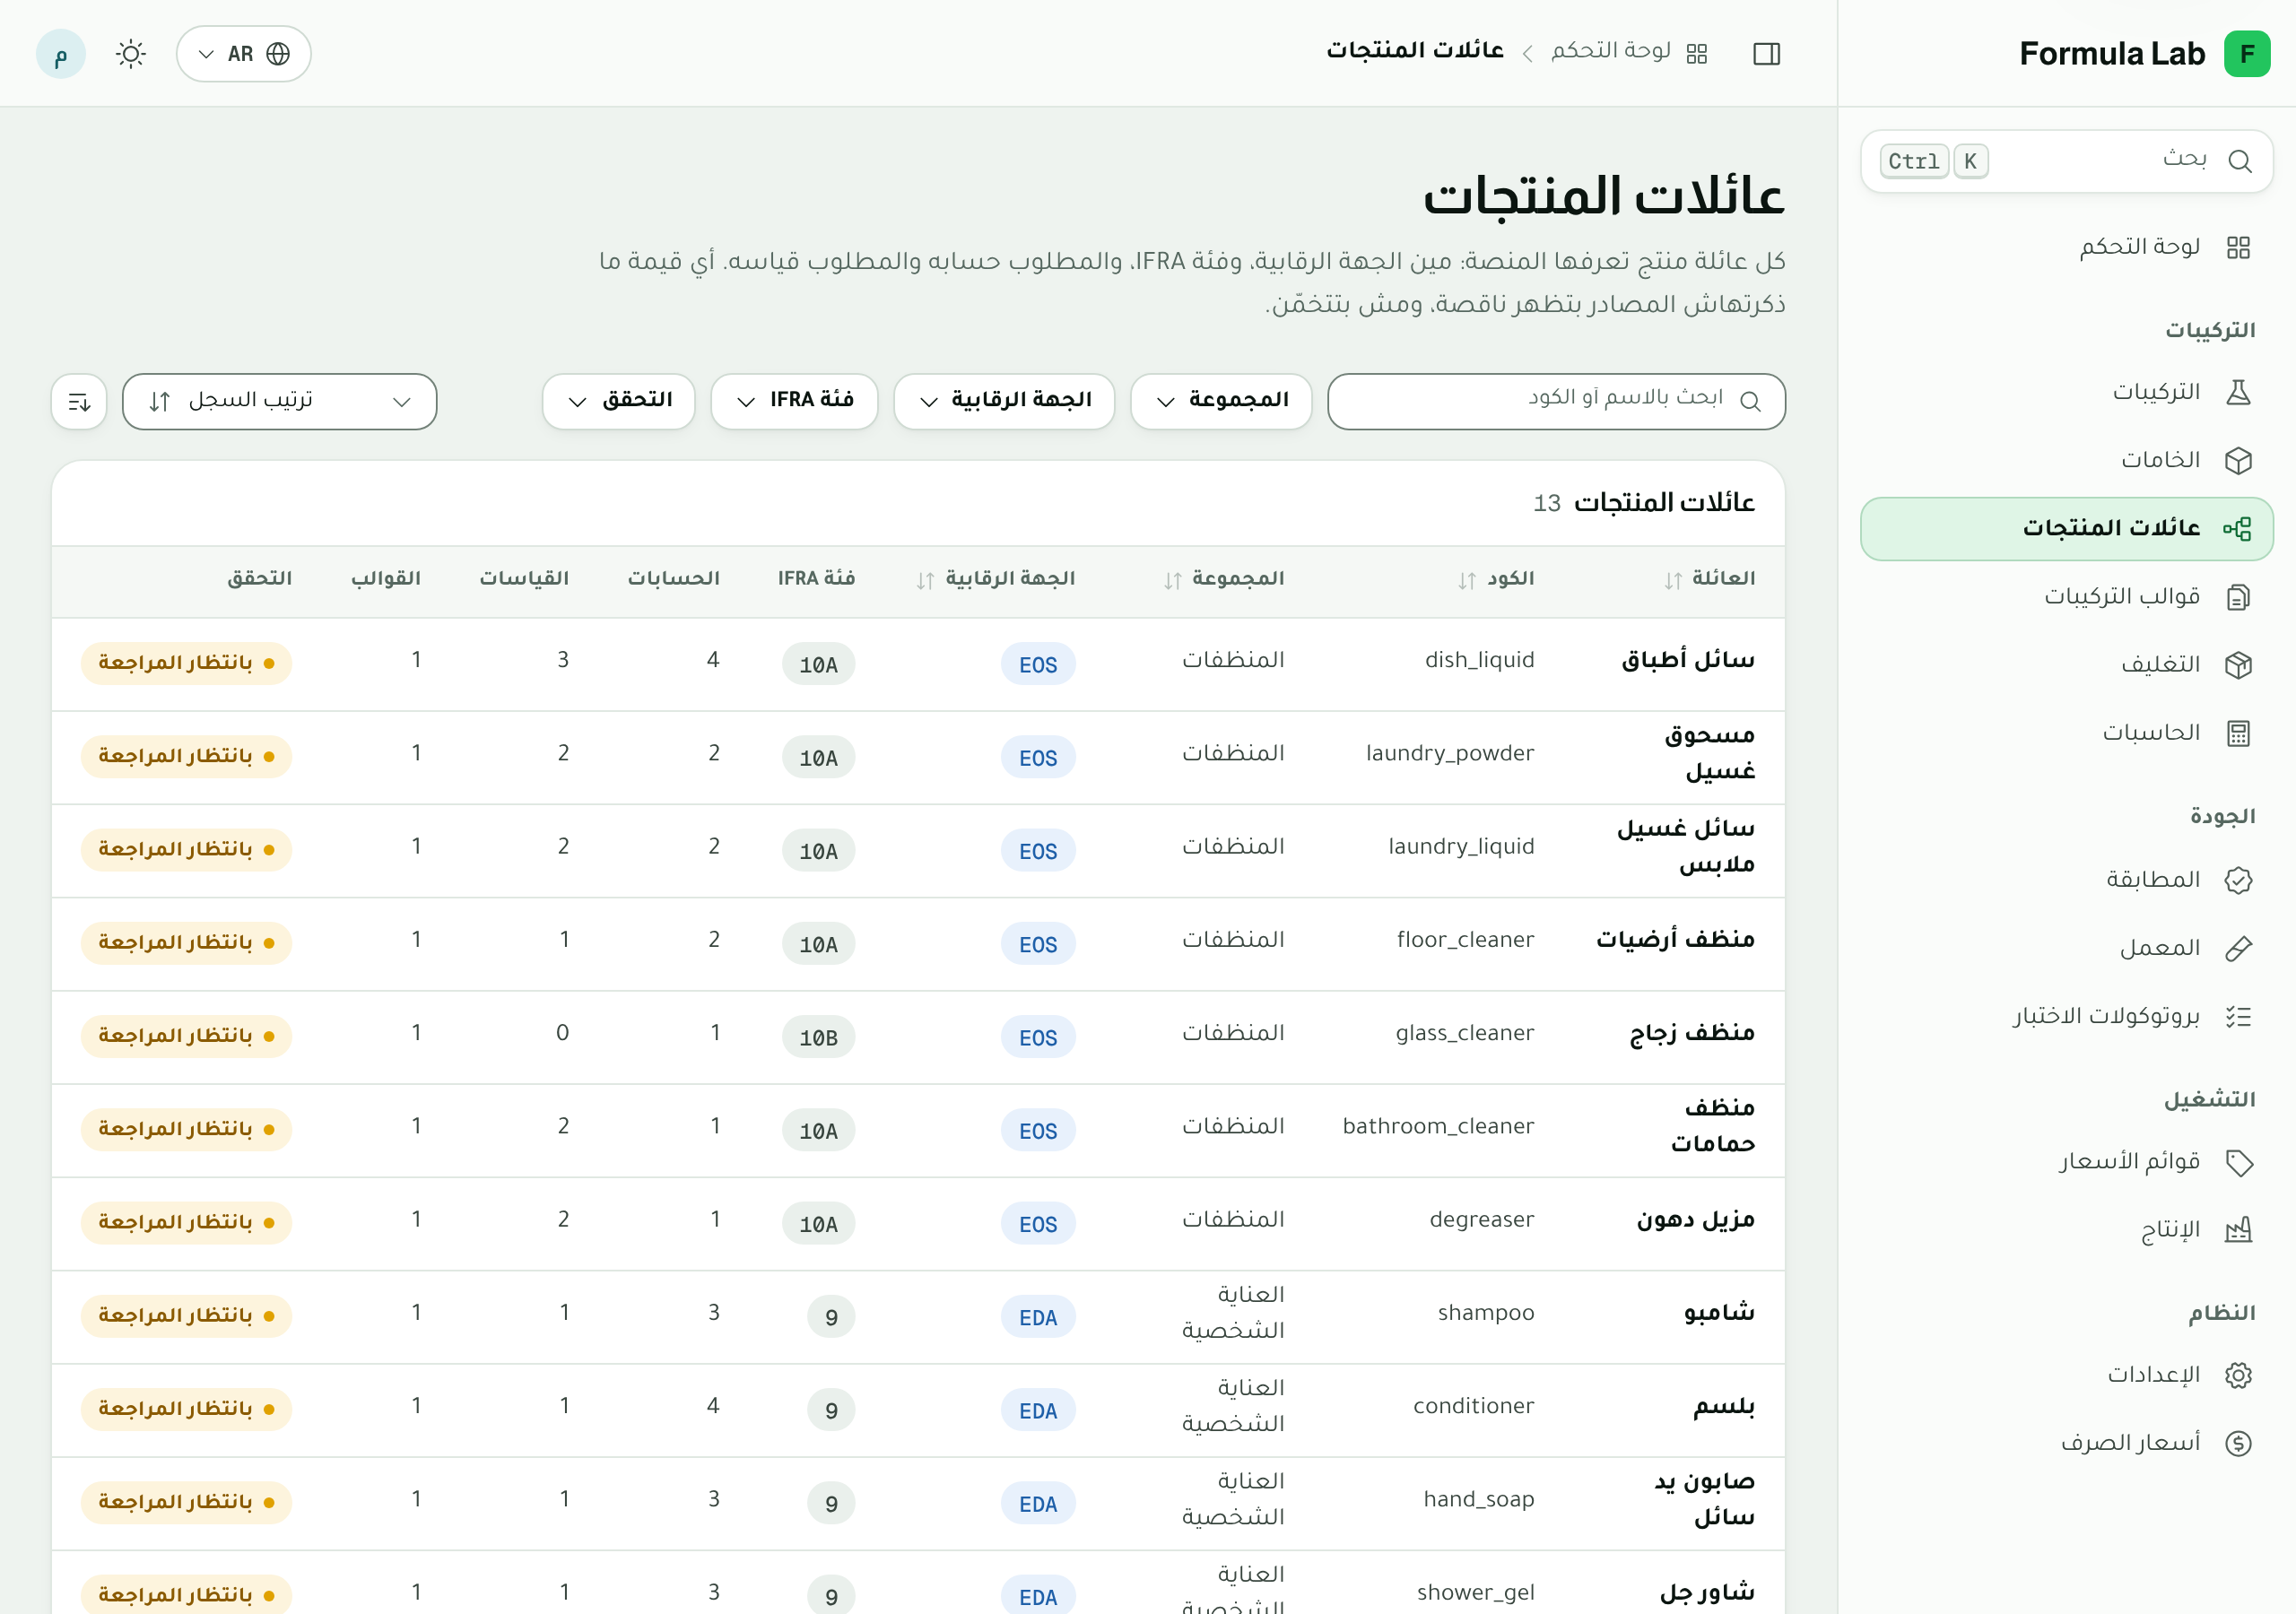 Formula Lab
F
بحث
Ctrl K
لوحة التحكم
التركيبات
التركيبات
الخامات
عائلات المنتجات
قوالب التركيبات
التغليف
الحاسبات
الجودة
المطابقة
المعمل
بروتوكولات الاختبار
التشغيل
قوائم الأسعار
الإنتاج
النظام
الإعدادات
أسعار الصرف
لوحة التحكم
عائلات المنتجات
AR
م
عائلات المنتجات
كل عائلة منتج تعرفها المنصة: مين الجهة الرقابية، وفئة IFRA، والمطلوب حسابه والمطلوب قياسه. أي قيمة ما
ذكرتهاش المصادر بتظهر ناقصة، ومش بتتخمّن.
ابحث بالاسم أو الكود
المجموعة
الجهة الرقابية
فئة IFRA
التحقق
ترتيب السجل
عائلات المنتجات 13
العائلة الكود المجموعة الجهة الرقابية فئة IFRA الحسابات القياسات القوالب التحقق
سائل أطباق dish_liquid المنظفات EOS 10A 4 3 1 بانتظار المراجعة
مسحوق
غسيل
laundry_powder المنظفات EOS 10A 2 2 1 بانتظار المراجعة
سائل غسيل
ملابس
laundry_liquid المنظفات EOS 10A 2 2 1 بانتظار المراجعة
منظف أرضيات floor_cleaner المنظفات EOS 10A 2 1 1 بانتظار المراجعة
منظف زجاج glass_cleaner المنظفات EOS 10B 1 0 1 بانتظار المراجعة
منظف
حمامات
bathroom_cleaner المنظفات EOS 10A 1 2 1 بانتظار المراجعة
مزيل دهون degreaser المنظفات EOS 10A 1 2 1 بانتظار المراجعة
شامبو shampoo
العناية
الشخصية
EDA 9 3 1 1 بانتظار المراجعة
بلسم conditioner
العناية
الشخصية
EDA 9 4 1 1 بانتظار المراجعة
صابون يد
سائل
hand_soap
العناية
الشخصية
EDA 9 3 1 1 بانتظار المراجعة
شاور جل shower_gel
العناية
الشخصية
EDA 9 3 1 1 بانتظار المراجعة